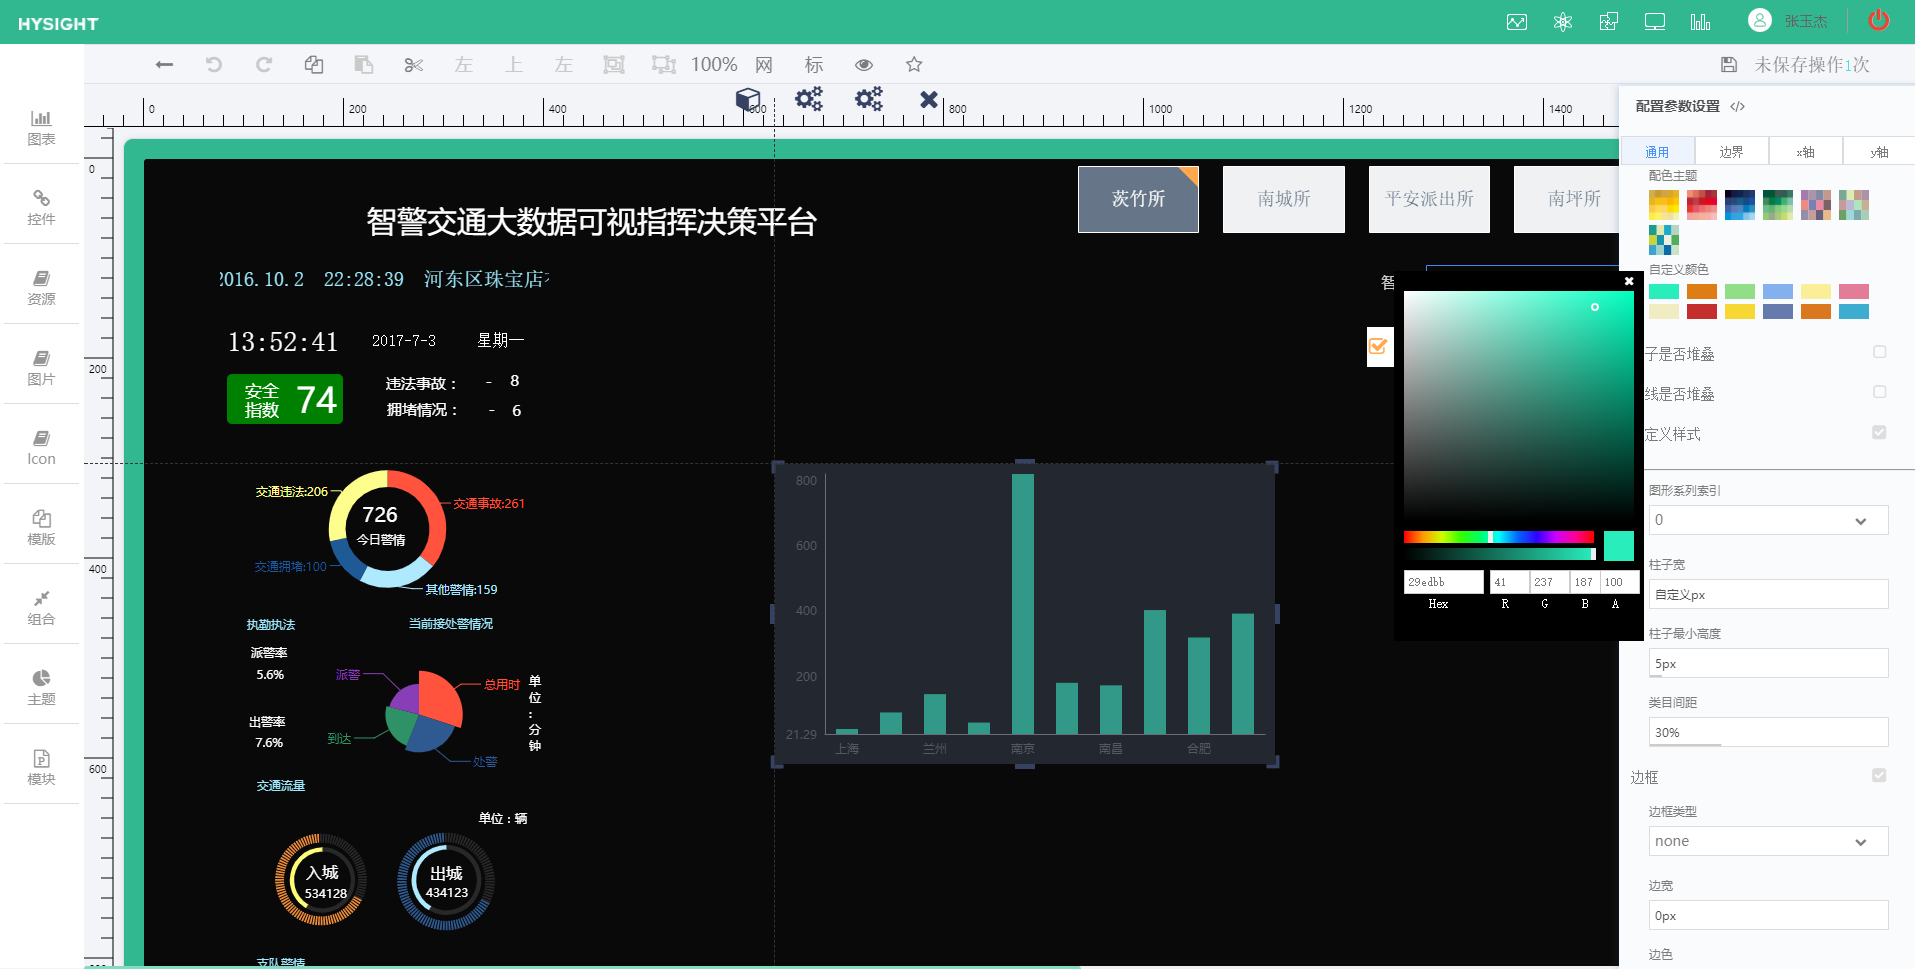 HYSIGHT
张玉杰
左 上 左 100% 网 标
未保存操作1次
图表
控件
资源
图片
Icon
模版
组合
主题
模块
0 200 400 600 800 1000 1200 1400
0
200
400
600
智警交通大数据可视指挥决策平台
茨竹所 南城所 平安派出所 南坪所
2016.10.2 22:28:39 河东区珠宝店
智
13:52:41 2017-7-3 星期一
安全指数 74
违法事故： - 8
拥堵情况： - 6
交通违法:206
交通事故:261
726
今日警情
交通拥堵:100
其他警情:159
执勤执法
当前接处警情况
派警率
5.6%
出警率
7.6%
派警
总用时
到达
处警
单位：分钟
交通流量
单位：辆
入城
534128
出城
434123
支队警情
800
600
400
200
21.29
上海 兰州 南京 南昌 合肥
29edbb 41 237 187 100
Hex R G B A
配置参数设置 </>
通用 边界 x轴 y轴
配色主题
自定义颜色
子是否堆叠
线是否堆叠
定义样式
图形系列索引
0
柱子宽
自定义px
柱子最小高度
5px
类目间距
30%
边框
边框类型
none
边宽
0px
边色